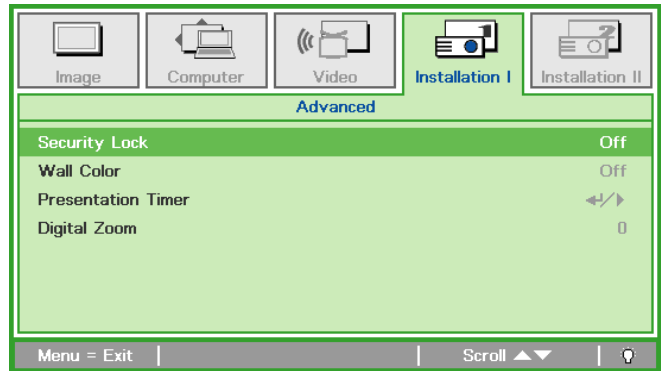 Image Computer Video Installation I Installation II
Advanced
Security Lock Off
Wall Color Off
Presentation Timer
Digital Zoom 0
Menu = Exit Scroll ▲▼